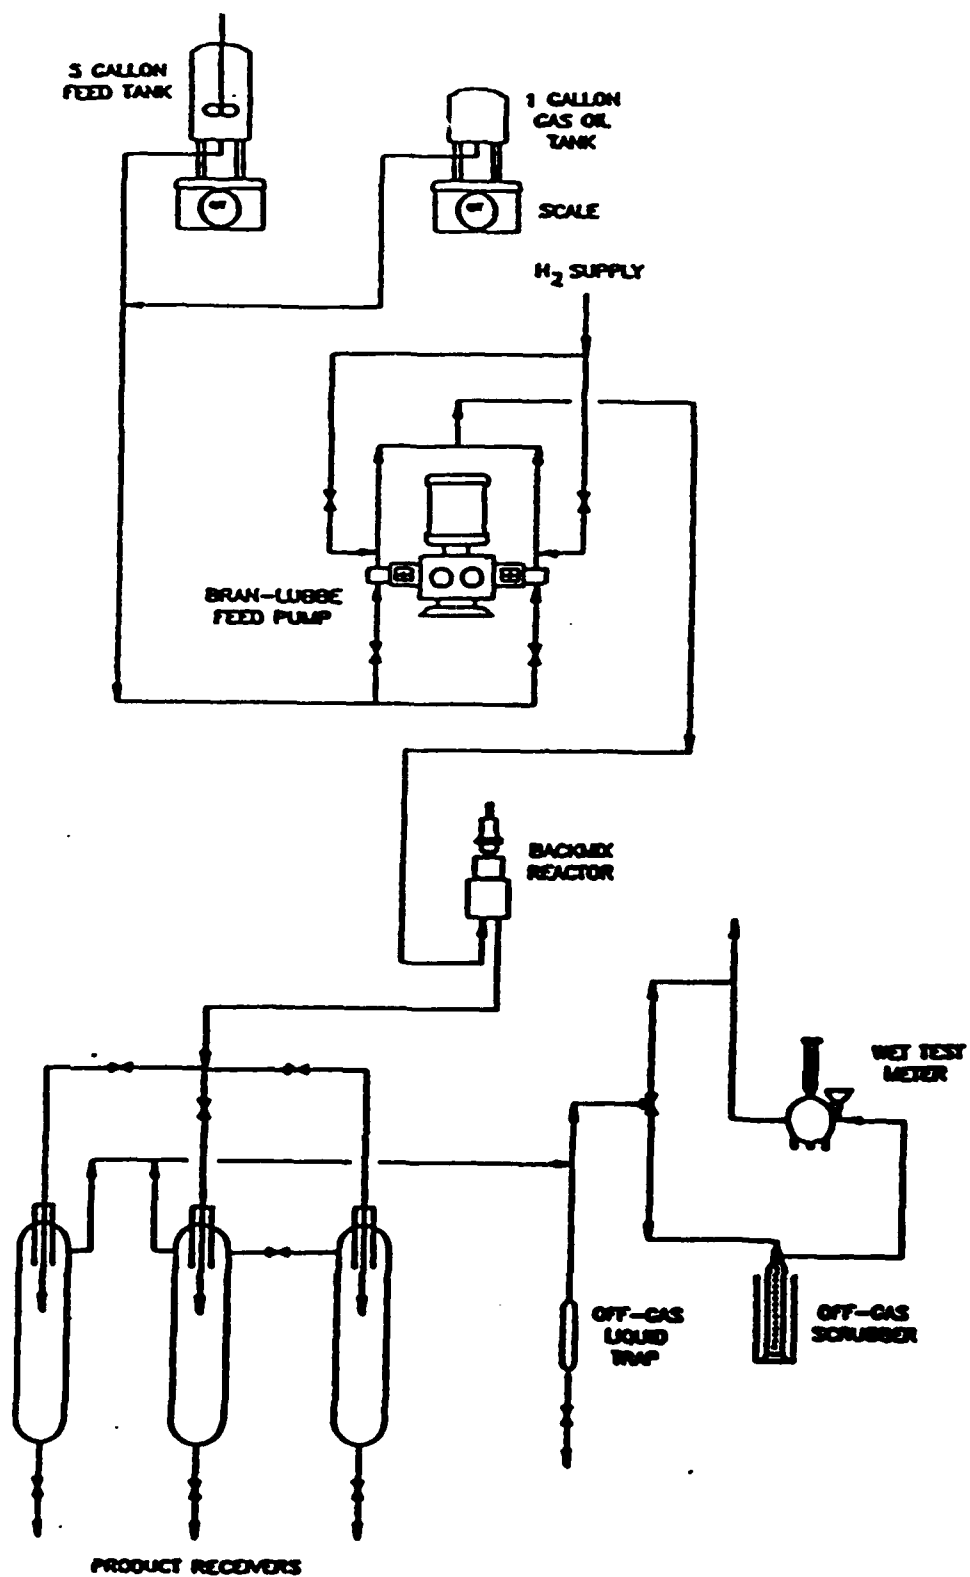 5 GALLON
FEED TANK
1 GALLON
GAS OIL
TANK
SCALE
H2 SUPPLY
BRAN-LUBBE
FEED PUMP
BACKMIX
REACTOR
WET TEST
METER
OFF-GAS
LIQUID
TRAP
OFF-GAS
SCRUBBER
PRODUCT RECEIVERS